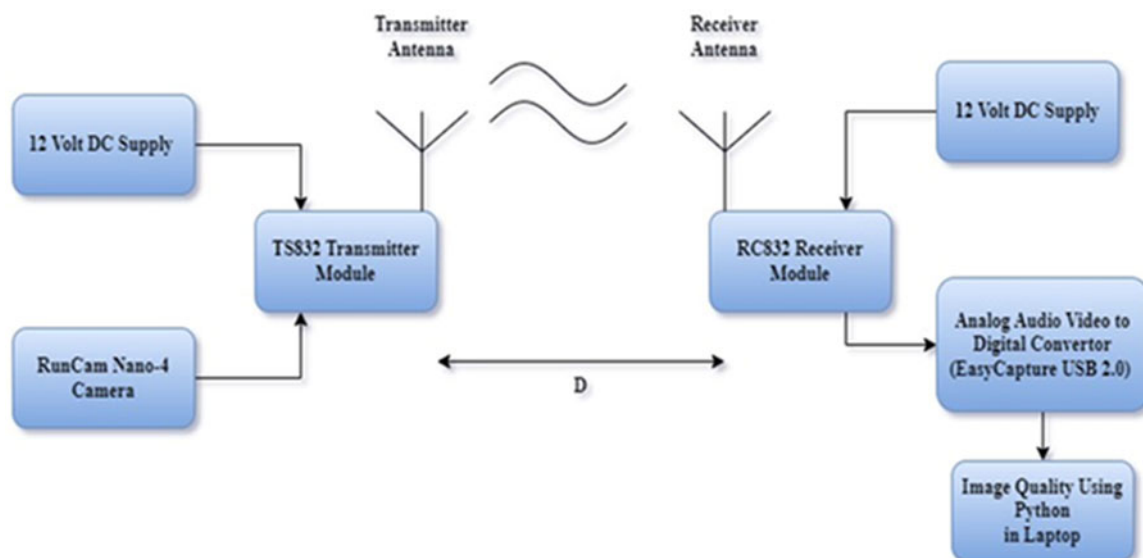 Transmitter
Antenna
Receiver
Antenna
12 Volt DC Supply
12 Volt DC Supply
TS832 Transmitter
Module
RC832 Receiver
Module
RunCam Nano-4
Camera
D
Analog Audio Video to
Digital Convertor
(EasyCapture USB 2.0)
Image Quality Using
Python
in Laptop